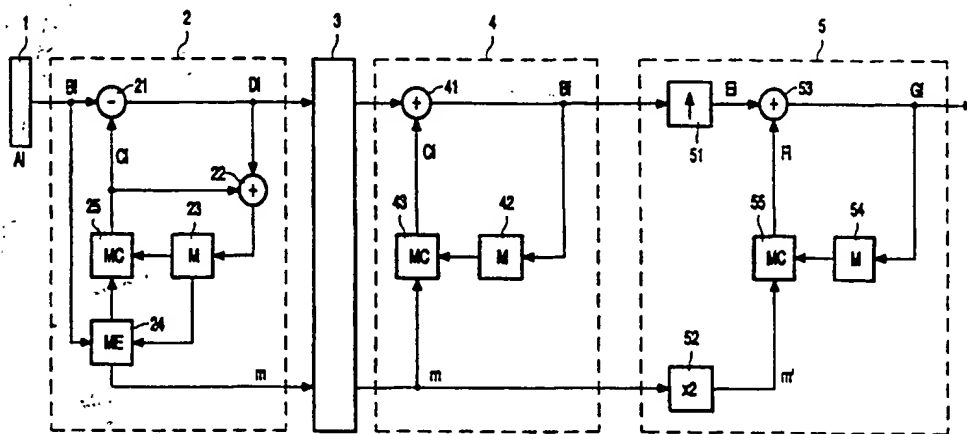 1
2
3
4
5
Bi
-
21
Di
+
41
Bi
↑
51
Ei
+
53
Gi
Ai
Ci
22
+
Ci
Fi
25
MC
23
M
43
MC
42
M
55
MC
54
M
ME
24
m
m
52
x2
m'